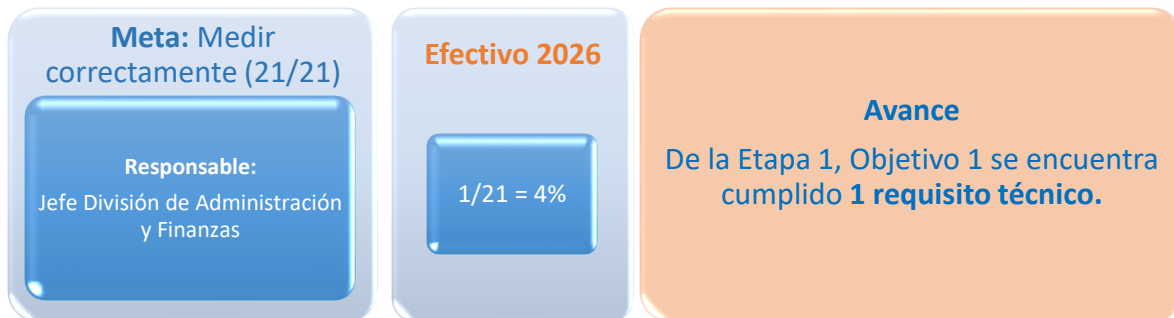 Meta: Medir
correctamente (21/21)
Responsable:
Jefe División de Administración
y Finanzas
Efectivo 2026
1/21 = 4%
Avance
De la Etapa 1, Objetivo 1 se encuentra
cumplido 1 requisito técnico.